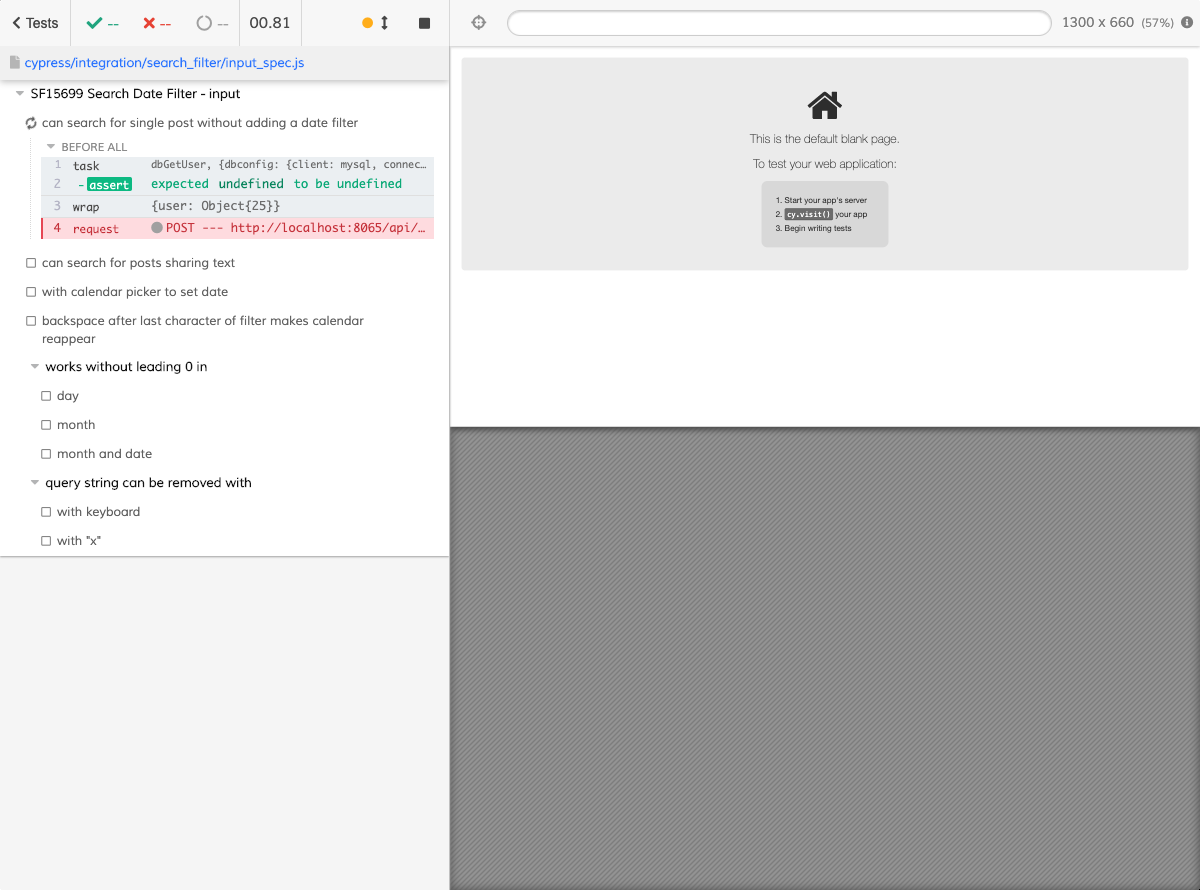 Tests -- -- -- 00.81
1300 x 660 (57%)
cypress/integration/search_filter/input_spec.js
SF15699 Search Date Filter - input
can search for single post without adding a date filter
BEFORE ALL
1 task dbGetUser, {dbconfig: {client: mysql, connec…
2 - assert expected undefined to be undefined
3 wrap {user: Object{25}}
4 request POST --- http://localhost:8065/api/…
can search for posts sharing text
with calendar picker to set date
backspace after last character of filter makes calendar
reappear
works without leading 0 in
day
month
month and date
query string can be removed with
with keyboard
with "x"
This is the default blank page.
To test your web application:
1. Start your app's server
2. cy.visit() your app
3. Begin writing tests